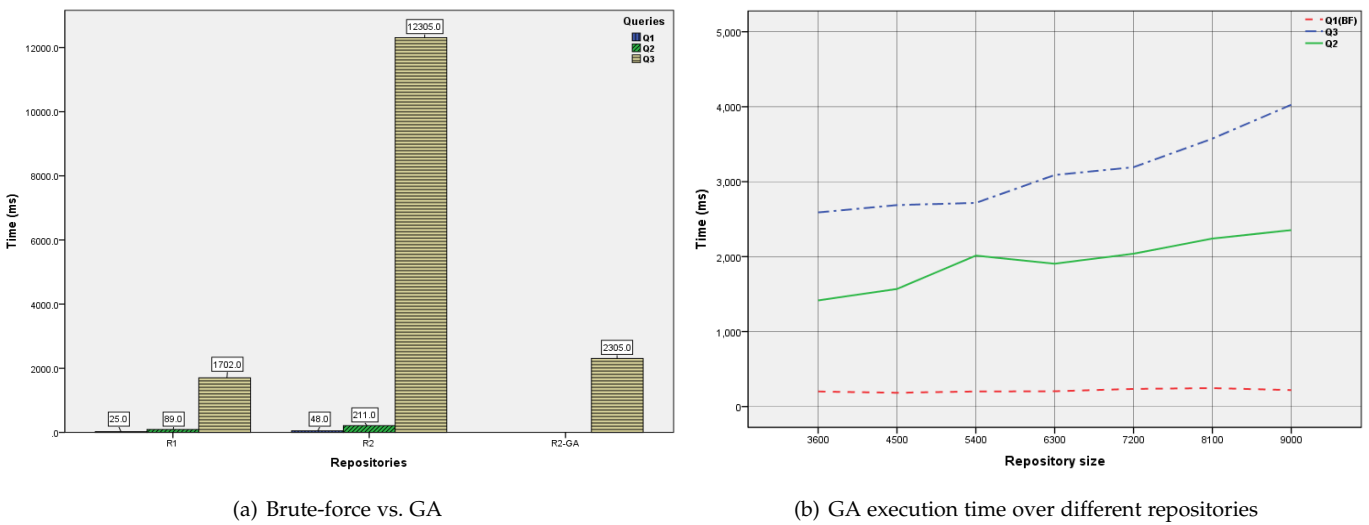 Queries
Q1
Q2
Q3
12000.0
10000.0
8000.0
6000.0
4000.0
2000.0
.0
Time (ms)
25.0
89.0
1702.0
48.0
211.0
12305.0
2305.0
R1
R2
R2-GA
Repositories
(a) Brute-force vs. GA
Q1(BF)
Q3
Q2
5,000
4,000
3,000
2,000
1,000
0
Time (ms)
3600
4500
5400
6300
7200
8100
9000
Repository size
(b) GA execution time over different repositories